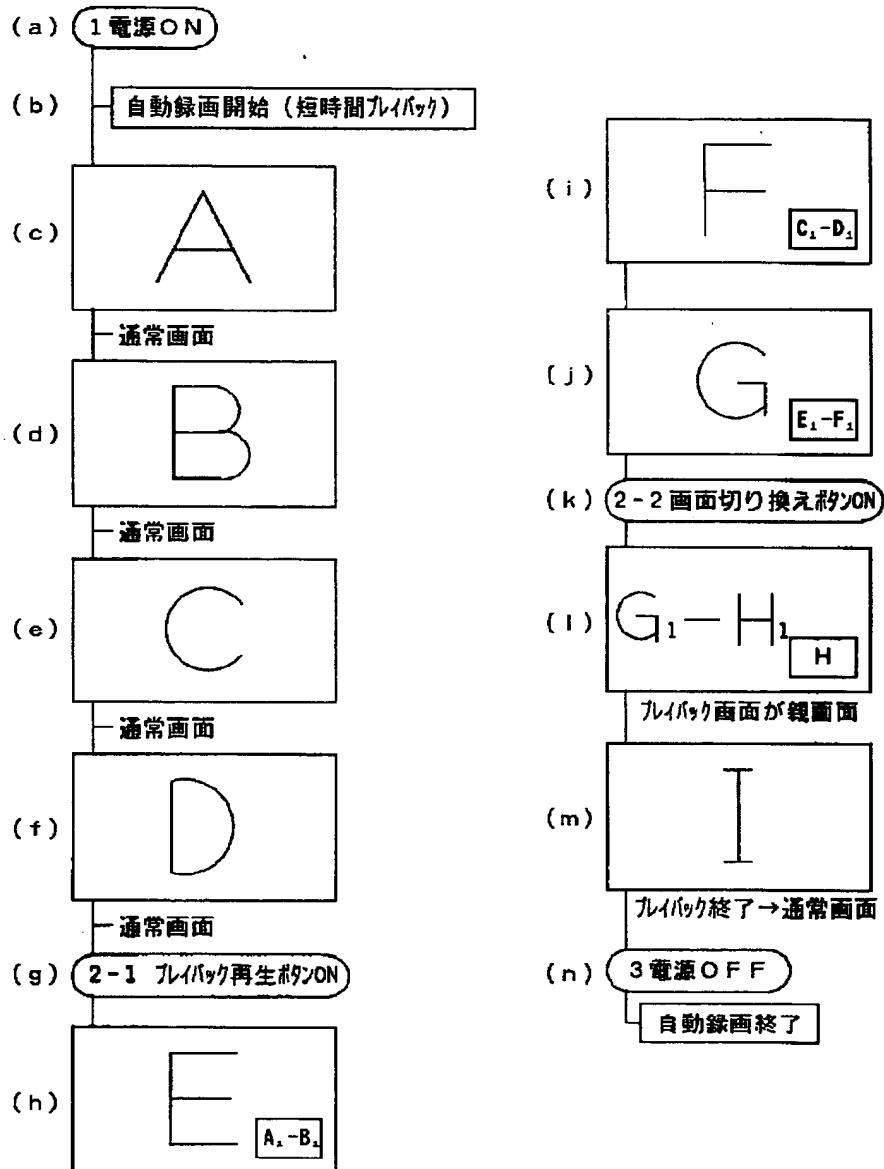 (a) 1電源ON
(b) 自動録画開始 (短時間プレイバック)
(c) A
通常画面
(d) B
通常画面
(e) C
通常画面
(f) D
通常画面
(g) 2-1 プレイバック再生ボタンON
(h) E
A₁-B₁
(i) F
C₁-D₁
(j) G
E₁-F₁
(k) 2-2画面切り換えボタンON
(l) G₁-H₁
H
プレイバック画面が親画面
(m) I
プレイバック終了→通常画面
(n) 3電源OFF
自動録画終了